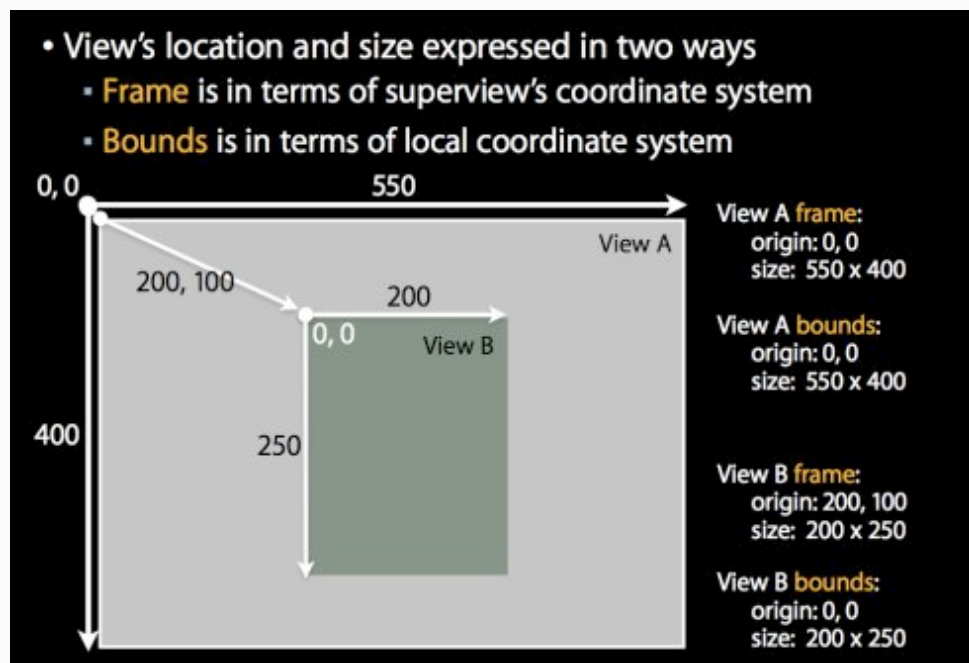 • View's location and size expressed in two ways
▪ Frame is in terms of superview's coordinate system
▪ Bounds is in terms of local coordinate system
0, 0
550
View A
200, 100
200
0, 0
View B
400
250
View A frame:
origin: 0, 0
size: 550 x 400
View A bounds:
origin: 0, 0
size: 550 x 400
View B frame:
origin: 200, 100
size: 200 x 250
View B bounds:
origin: 0, 0
size: 200 x 250